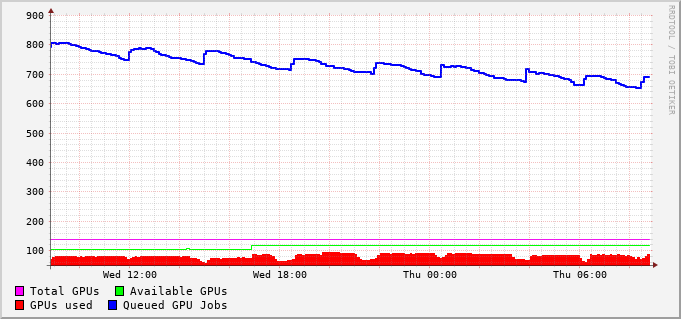 900
800
700
600
500
400
300
200
100
Wed 12:00 Wed 18:00 Thu 00:00 Thu 06:00
Total GPUs Available GPUs
GPUs used Queued GPU Jobs
RRDTOOL / TOBI OETIKER